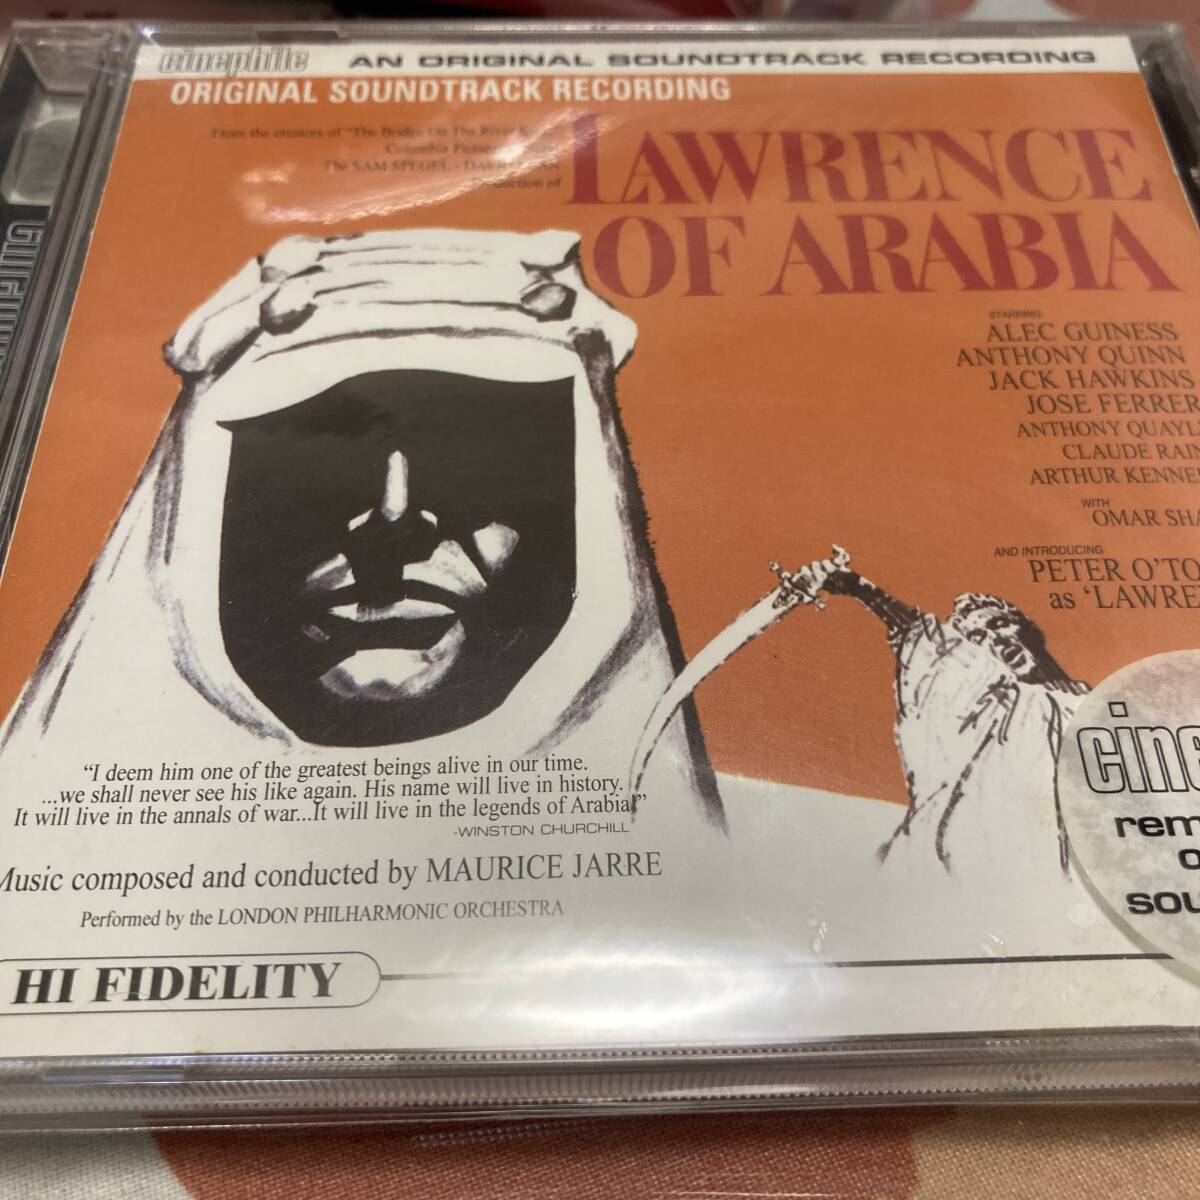 cinephile AN ORIGINAL SOUNDTRACK RECORDING
ORIGINAL SOUNDTRACK RECORDING
From the creators of "The Bridge On The River
Columbia
The SAM SPEGEL -
Production of
LAWRENCE
OF ARABIA
STARRING
ALEC GUINESS
ANTHONY QUINN
JACK HAWKINS
JOSE FERRER
ANTHONY QUAYL
CLAUDE RAIN
ARTHUR KENNE
WITH
OMAR SHA
AND INTRODUCING
PETER O'TO
as 'LAWRE
cine
rem
o
sou
"I deem him one of the greatest beings alive in our time.
...we shall never see his like again. His name will live in history.
It will live in the annals of war...It will live in the legends of Arabia!"
-WINSTON CHURCHILL
Music composed and conducted by MAURICE JARRE
Performed by the LONDON PHILHARMONIC ORCHESTRA
HI FIDELITY